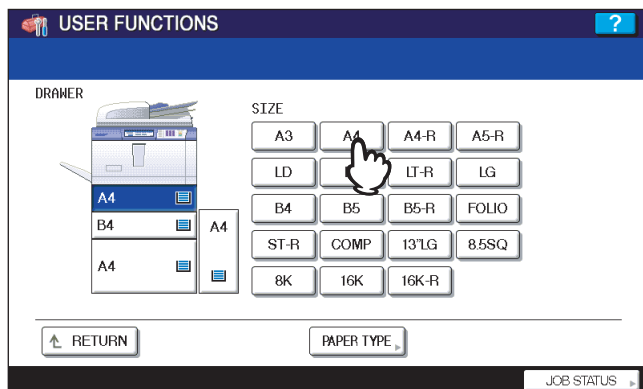 USER FUNCTIONS ?
DRAWER
SIZE
A3 A4 A4-R A5-R
LD LT-R LG
B4 B5 B5-R FOLIO
ST-R COMP 13"LG 8.5SQ
8K 16K 16K-R
A4
B4
A4
A4
RETURN PAPER TYPE
JOB STATUS